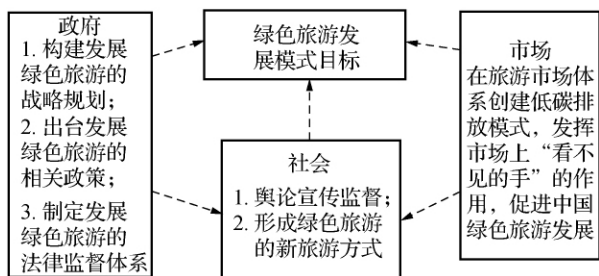 政府
1. 构建发展
绿色旅游的
战略规划；
2. 出台发展
绿色旅游的
相关政策；
3. 制定发展
绿色旅游的
法律监督体系
绿色旅游发
展模式目标
社会
1. 舆论宣传监督；
2. 形成绿色旅游
的新旅游方式
市场
在旅游市场体
系创建低碳排
放模式，发挥
市场上“看不
见的手”的作
用，促进中国
绿色旅游发展